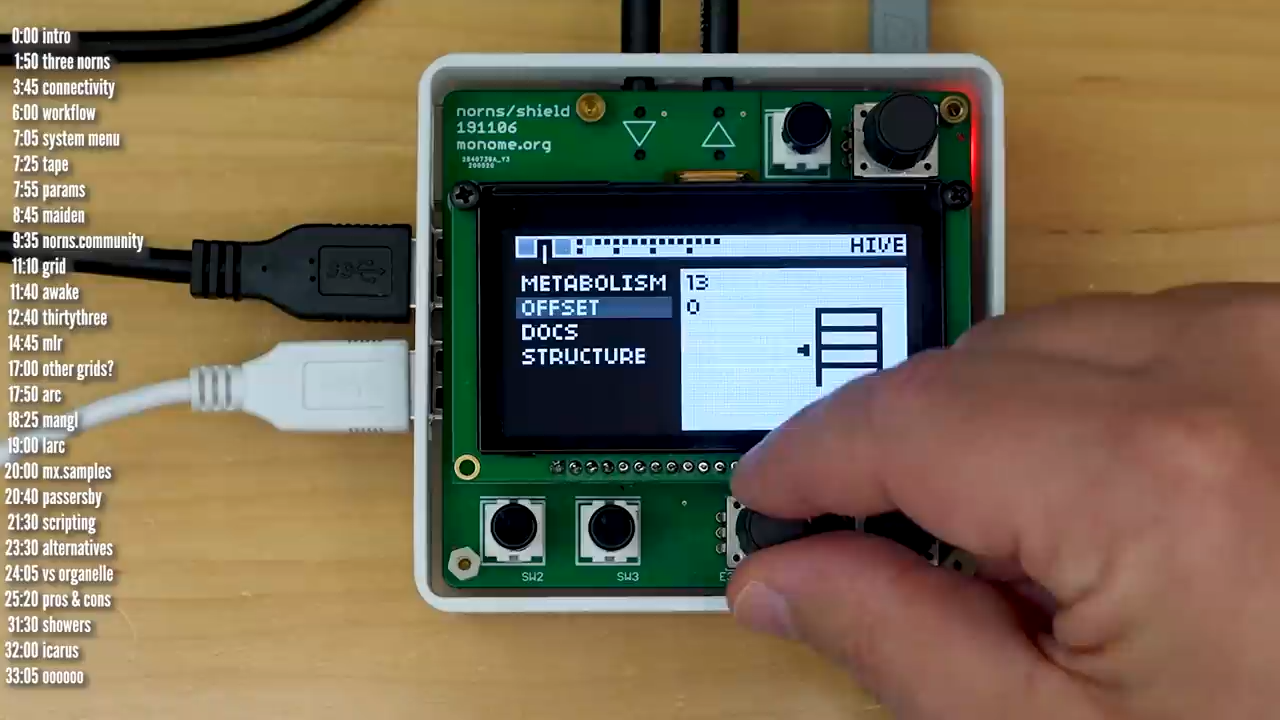 0:00 intro
1:50 three norns
3:45 connectivity
6:00 workflow
7:05 system menu
7:25 tape
7:55 params
8:45 maiden
9:35 norns.community
11:10 grid
11:40 awake
12:40 thirtythree
14:45 mlr
17:00 other grids?
17:50 arc
18:25 mangl
19:00 larc
20:00 mx.samples
20:40 passersby
21:30 scripting
23:30 alternatives
24:05 vs organelle
25:20 pros & cons
31:30 showers
32:00 icarus
33:05 oooooo
norns/shield
191106
monome.org
HIVE
METABOLISM 13
OFFSET 0
DOCS
STRUCTURE
SW2
SW3